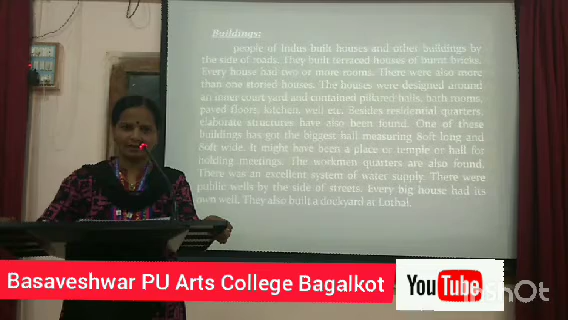 Buildings:
people of Indus built houses and other buildings by
the side of roads. They built terraced houses of burnt bricks.
Every house had two or more rooms. There were also more
than one storied houses. The houses were designed around
an inner court yard and contained pillared halls, bath rooms,
paved floors, kitchen, well etc. Besides residential quarters,
elaborate structures have also been found. One of these
buildings has got the biggest hall measuring 80ft long and
80ft wide. It might have been a place or temple or hall for
holding meetings. The workmen quarters are also found.
There was an excellent system of water supply. There were
public wells by the side of streets. Every big house had its
own well. They also built a dockyard at Lothal.
Basaveshwar PU Arts College Bagalkot
YouTube
InShOt